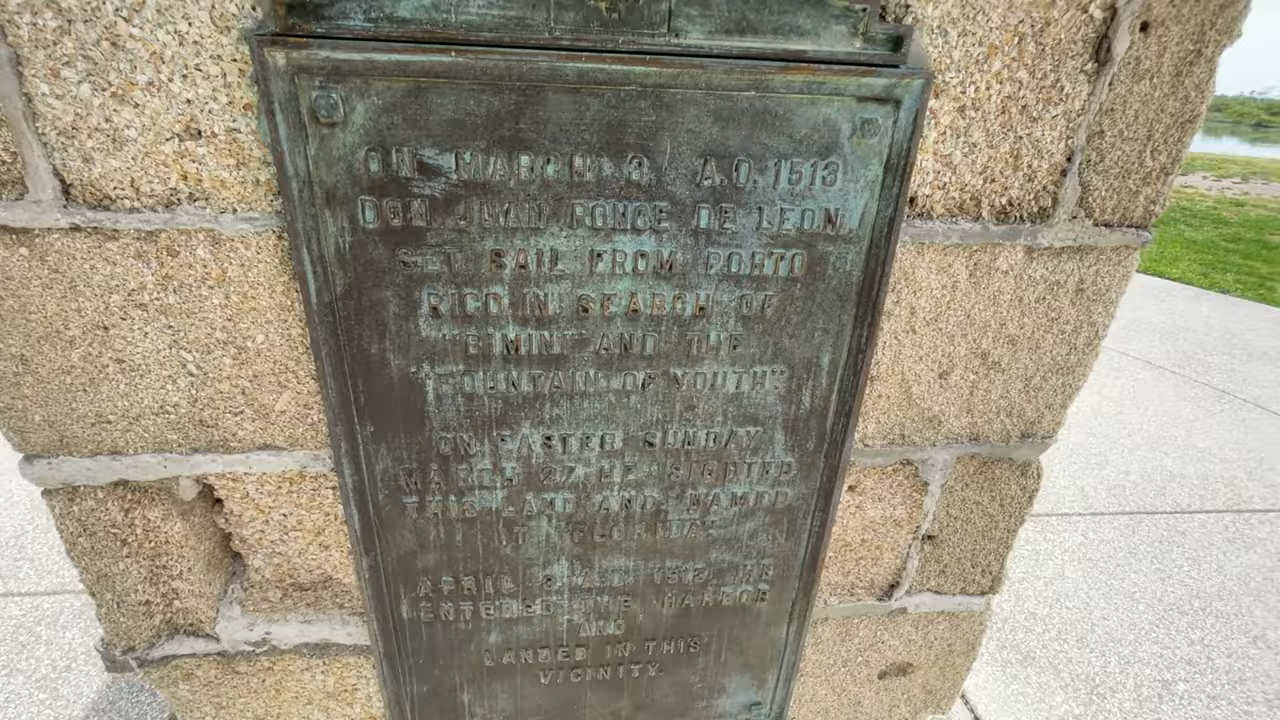 ON MARCH 3, A.D. 1513
DON JUAN PONCE DE LEON,
SET SAIL FROM PORTO
RICO IN SEARCH OF
"BIMINI" AND THE
"FOUNTAIN OF YOUTH"
ON EASTER SUNDAY
MARCH 27, HE SIGHTED
THIS LAND AND NAMED
IT "FLORIDA"
APRIL A.D. 1513, HE
ENTERED THE HARBOR
AND
LANDED IN THIS
VICINITY.